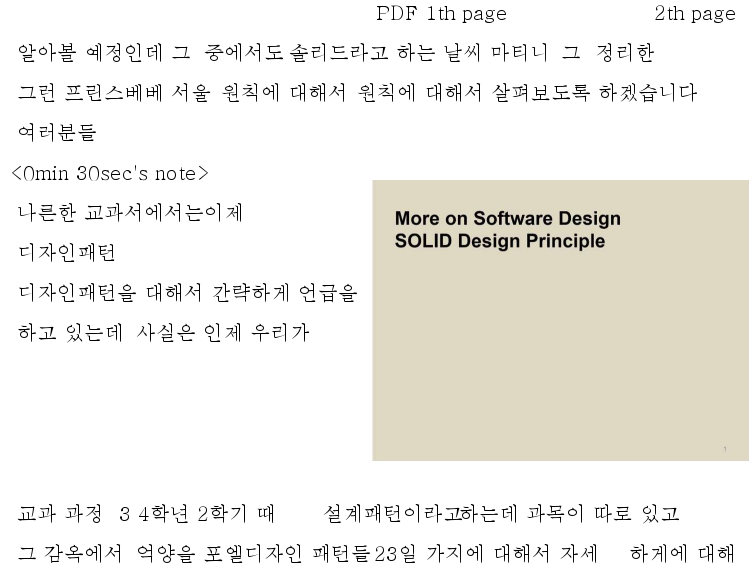 PDF 1th page 2th page
알아볼 예정인데 그 중에서도 솔리드라고 하는 날씨 마티니 그 정리한
그런 프린스베베 서울 원칙에 대해서 원칙에 대해서 살펴보도록 하겠습니다
여러분들
<0min 30sec's note>
나른한 교과서에서는이제
디자인패턴
디자인패턴을 대해서 간략하게 언급을
하고 있는데 사실은 인제 우리가
More on Software Design
SOLID Design Principle
1
교과 과정 3 4학년 2학기 때 설계패턴이라고하는데 과목이 따로 있고
그 감옥에서 억양을 포엘디자인 패턴들23일 가지에 대해서 자세 하게에 대해